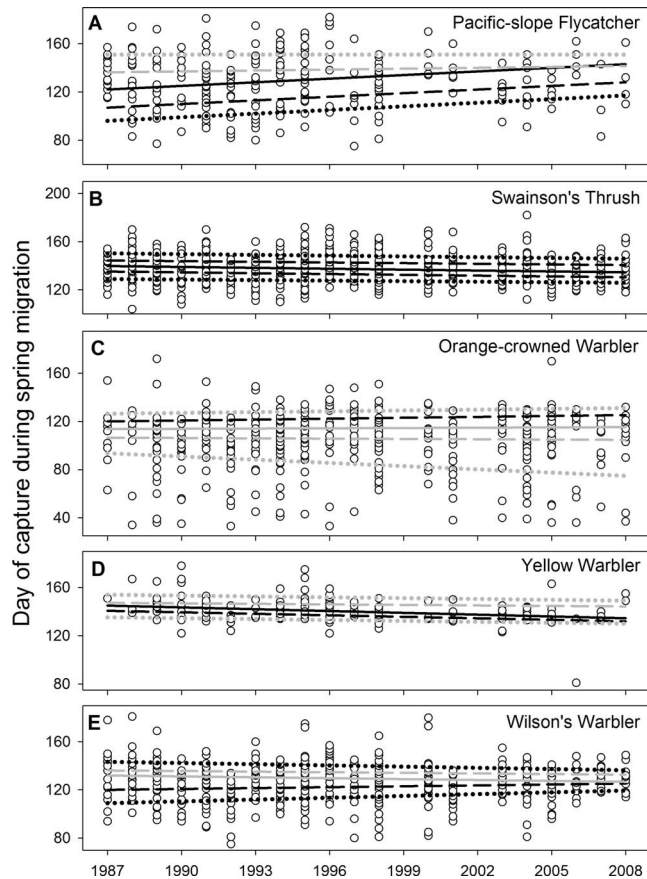 A
Pacific-slope Flycatcher
160
120
80
B
Swainson's Thrush
200
160
120
C
Orange-crowned Warbler
160
120
80
40
D
Yellow Warbler
160
120
80
E
Wilson's Warbler
160
120
80
1987 1990 1993 1996 1999 2002 2005 2008
Day of capture during spring migration